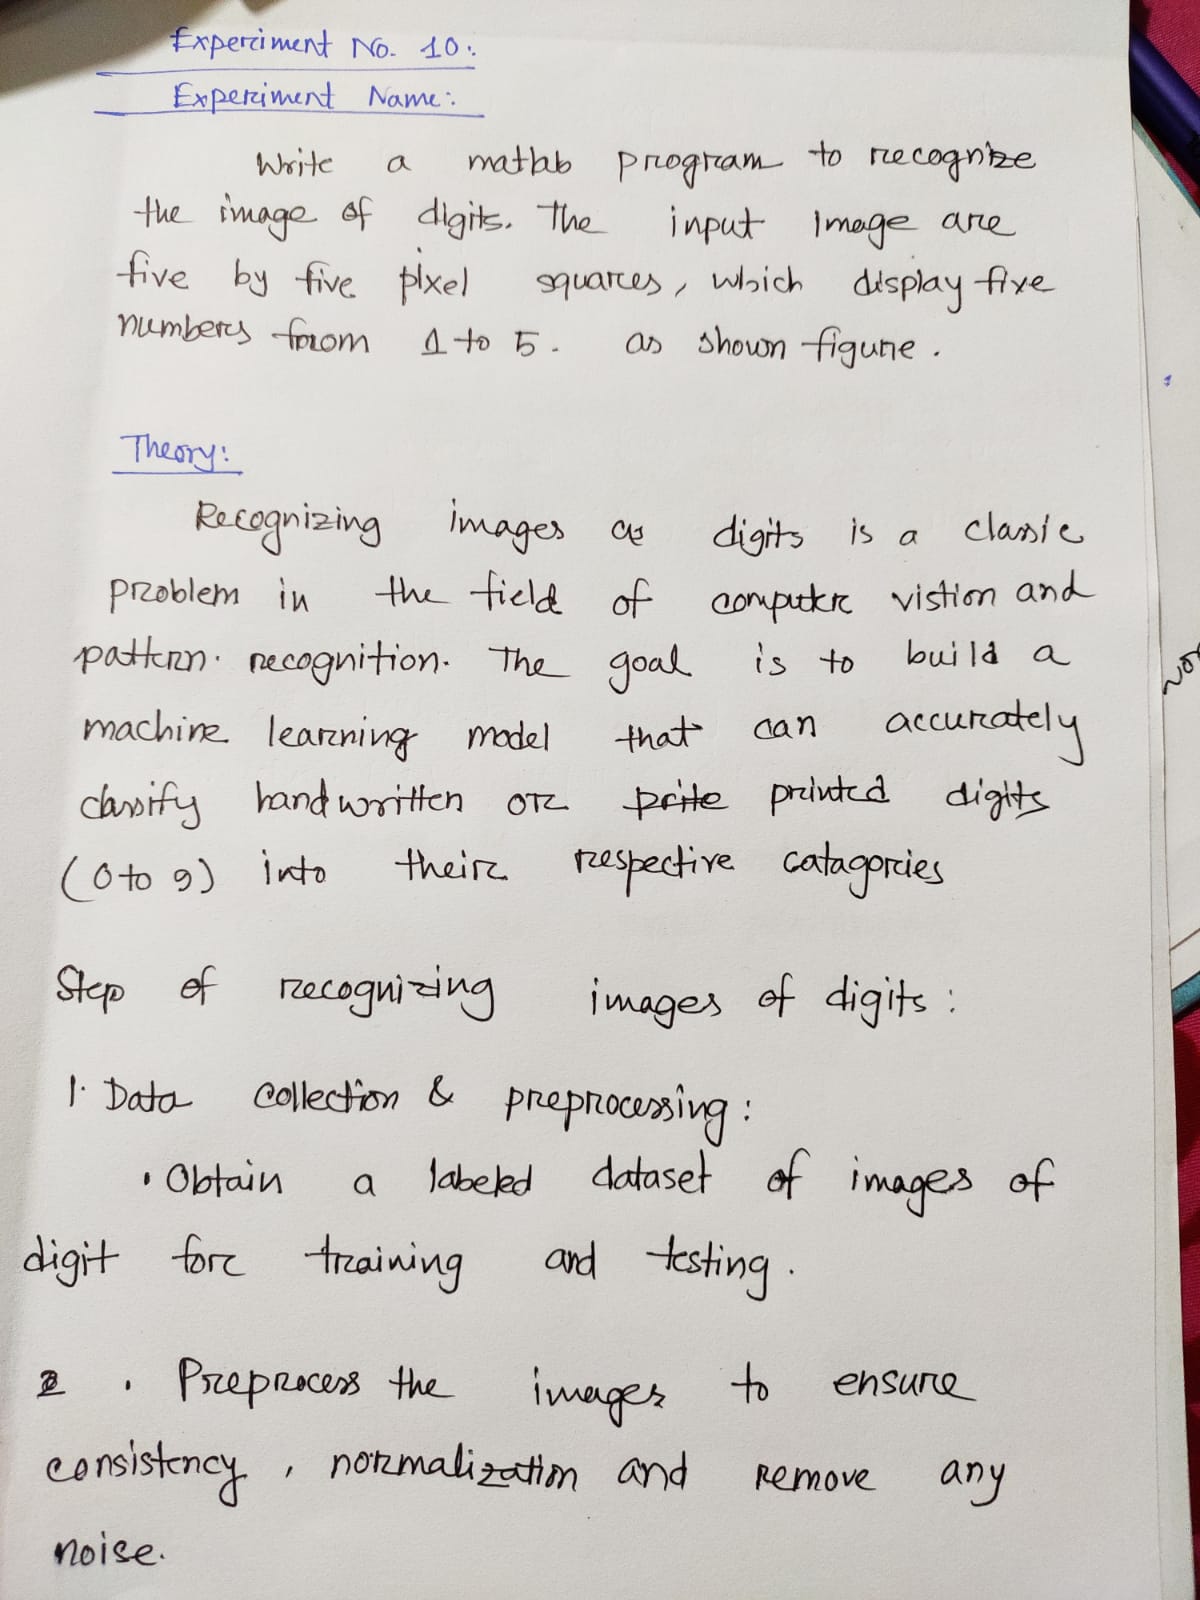 Experiment No. 10:
Experiment Name:
Write a matlab program to recognize
the image of digits. The input Image are
five by five pixel squares, which display five
numbers from 1 to 5. as shown figure.
Theory:
Recognizing images as digits is a classic
problem in the field of computer vistion and
pattern. recognition. The goal is to build a
machine learning model that can accurately
classify handwritten or prite printed digits
(0 to 9) into their respective catagories
Step of recognizing images of digits:
1. Data collection & preprocessing:
• Obtain a labeled dataset of images of
digit for training and testing.
2 • Preprocess the images to ensure
consistency, normalization and remove any
noise.